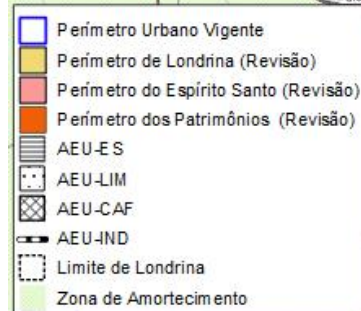 Perímetro Urbano Vigente
Perímetro de Londrina (Revisão)
Perímetro do Espírito Santo (Revisão)
Perímetro dos Patrimônios (Revisão)
AEU-ES
AEU-LIM
AEU-CAF
AEU-IND
Limite de Londrina
Zona de Amortecimento